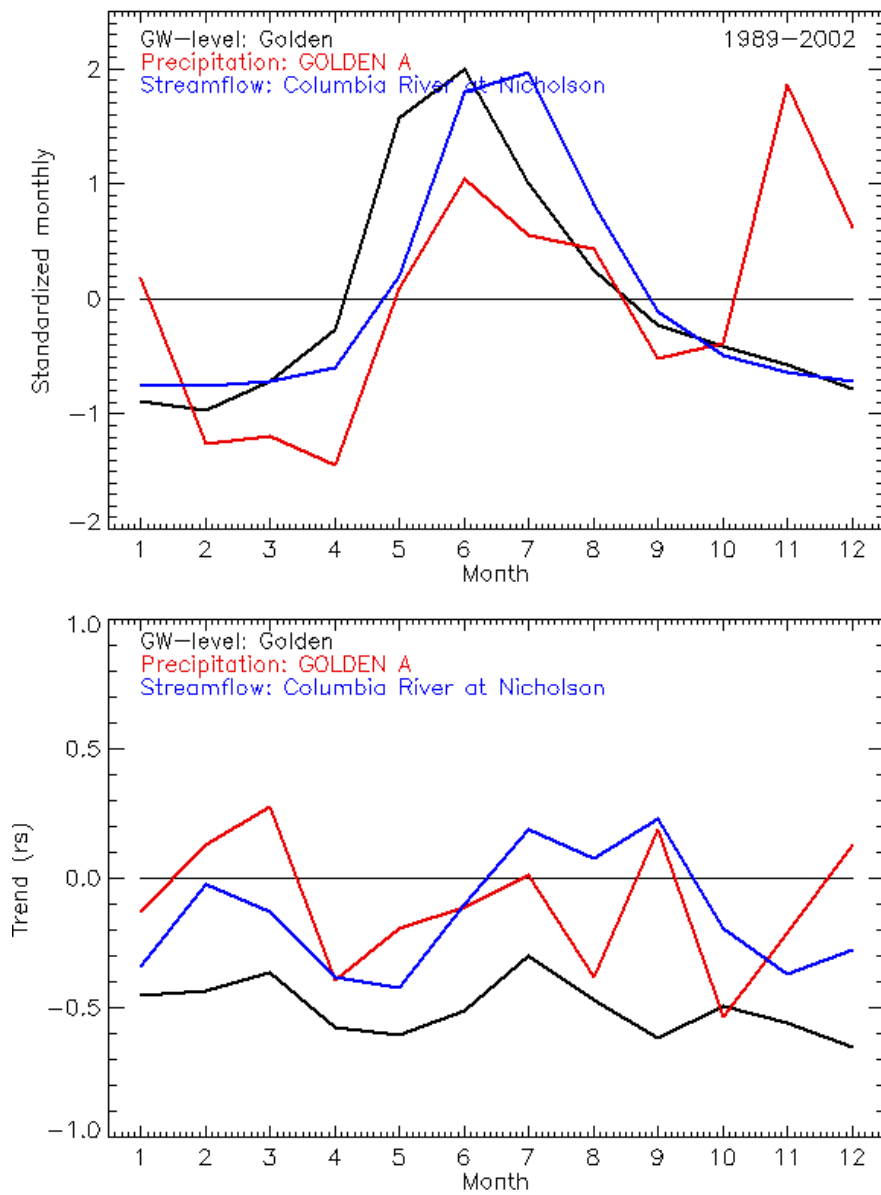 GW-level: Golden 1989-2002
Precipitation: GOLDEN A
Streamflow: Columbia River at Nicholson
2
1
0
-1
-2
Standardized monthly
1 2 3 4 5 6 7 8 9 10 11 12
Month
1.0
0.5
0.0
-0.5
-1.0
Trend (rs)
GW-level: Golden
Precipitation: GOLDEN A
Streamflow: Columbia River at Nicholson
1 2 3 4 5 6 7 8 9 10 11 12
Month